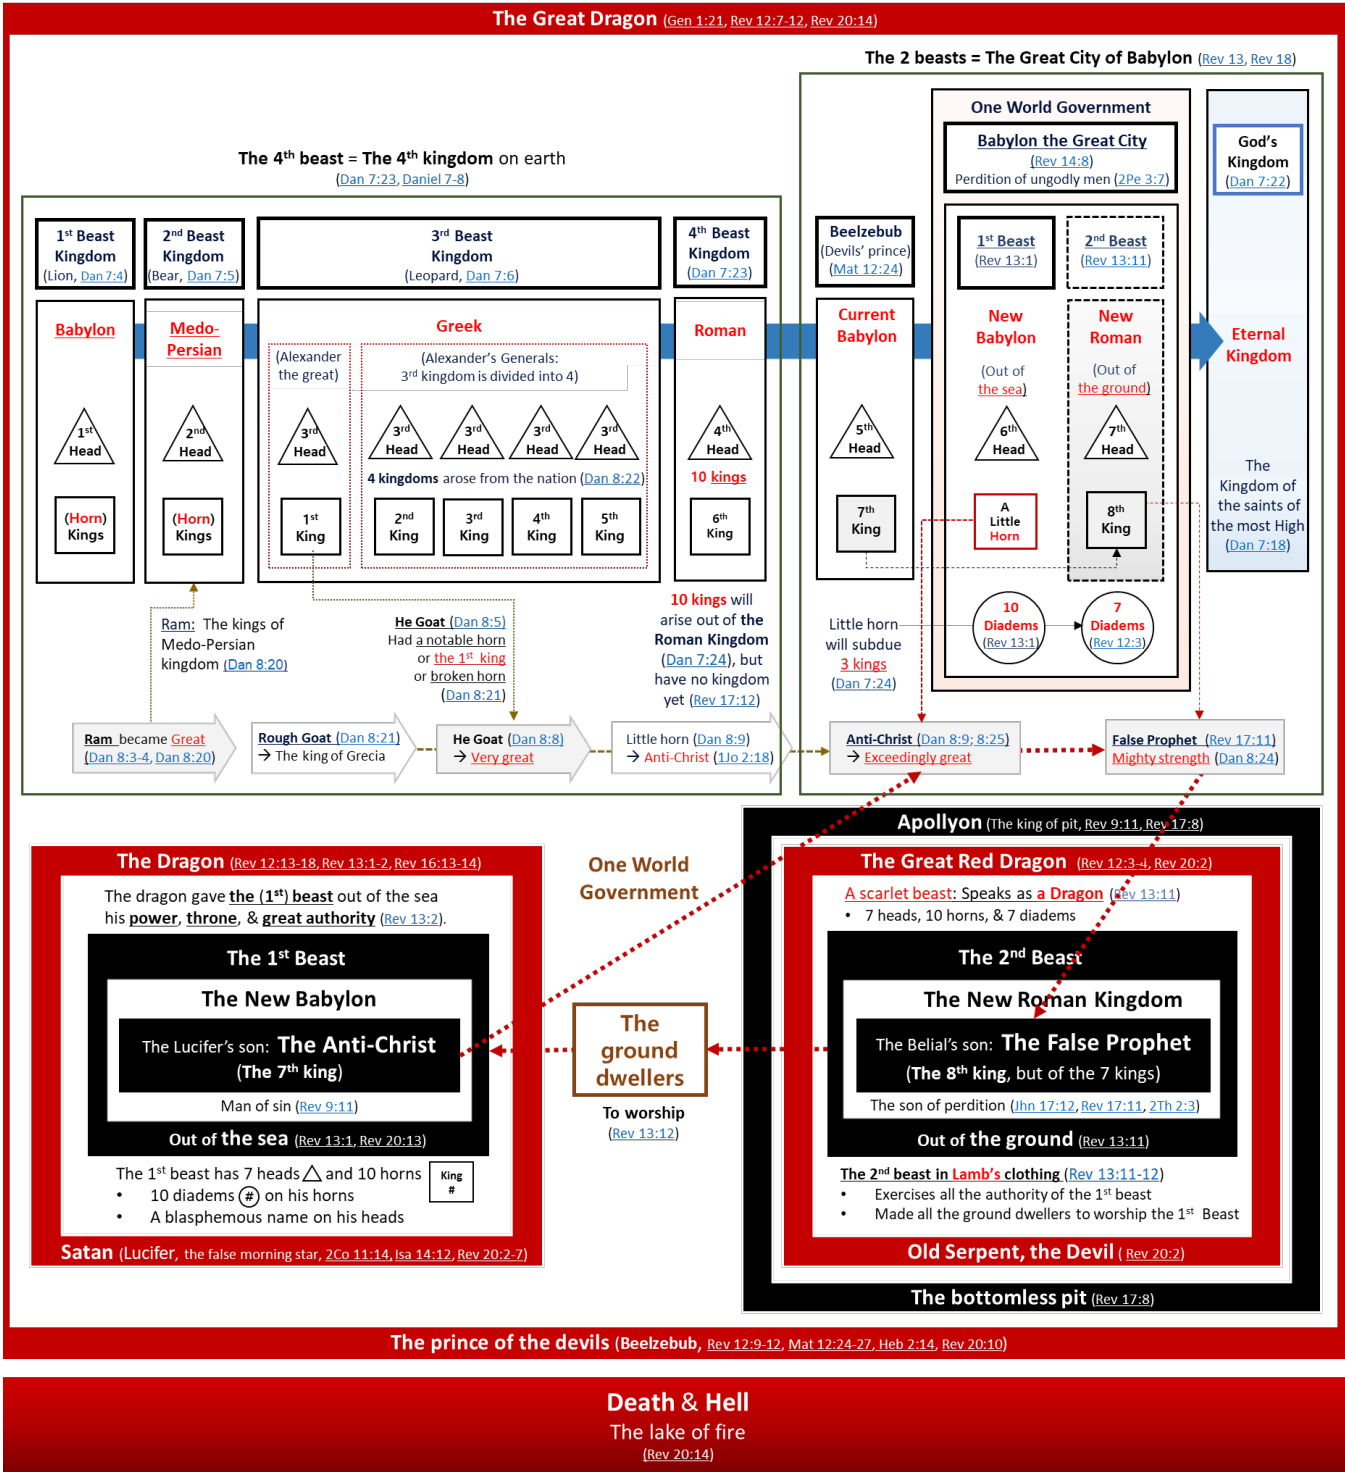 The Great Dragon (Gen 1:21, Rev 12:7-12, Rev 20:14)
The 2 beasts = The Great City of Babylon (Rev 13, Rev 18)
The 4th beast = The 4th kingdom on earth
(Dan 7:23, Daniel 7-8)
1st Beast
Kingdom
(Lion, Dan 7:4)
2nd Beast
Kingdom
(Bear, Dan 7:5)
3rd Beast
Kingdom
(Leopard, Dan 7:6)
4th Beast
Kingdom
(Dan 7:23)
Beelzebub
(Devils' prince)
(Mat 12:24)
One World Government
Babylon the Great City
(Rev 14:8)
Perdition of ungodly men (2Pe 3:7)
1st Beast
(Rev 13:1)
2nd Beast
(Rev 13:11)
God's
Kingdom
(Dan 7:22)
Babylon
1st
Head
(Horn)
Kings
Medo-
Persian
2nd
Head
(Horn)
Kings
Greek
(Alexander
the great)
3rd
Head
1st
King
(Alexander's Generals:
3rd kingdom is divided into 4)
3rd
Head
3rd
Head
3rd
Head
3rd
Head
4 kingdoms arose from the nation (Dan 8:22)
2nd
King
3rd
King
4th
King
5th
King
Roman
4th
Head
10 kings
6th
King
Current
Babylon
5th
Head
7th
King
New
Babylon
(Out of
the sea)
6th
Head
A
Little
Horn
New
Roman
(Out of
the ground)
7th
Head
8th
King
10
Diadems
(Rev 13:1)
7
Diadems
(Rev 12:3)
Eternal
Kingdom
The
Kingdom of
the saints of
the most High
(Dan 7:18)
Ram: The kings of
Medo-Persian
kingdom (Dan 8:20)
He Goat (Dan 8:5)
Had a notable horn
or the 1st king
or broken horn
(Dan 8:21)
10 kings will
arise out of the
Roman Kingdom
(Dan 7:24), but
have no kingdom
yet (Rev 17:12)
Little horn
will subdue
3 kings
(Dan 7:24)
Ram became Great
(Dan 8:3-4, Dan 8:20)
Rough Goat (Dan 8:21)
→ The king of Grecia
He Goat (Dan 8:8)
→ Very great
Little horn (Dan 8:9)
→ Anti-Christ (1Jo 2:18)
Anti-Christ (Dan 8:9; 8:25)
→ Exceedingly great
False Prophet (Rev 17:11)
Mighty strength (Dan 8:24)
The Dragon (Rev 12:13-18, Rev 13:1-2, Rev 16:13-14)
The dragon gave the (1st) beast out of the sea
his power, throne, & great authority (Rev 13:2).
The 1st Beast
The New Babylon
The Lucifer's son: The Anti-Christ
(The 7th king)
Man of sin (Rev 9:11)
Out of the sea (Rev 13:1, Rev 20:13)
The 1st beast has 7 heads and 10 horns
King
#
• 10 diadems # on his horns
• A blasphemous name on his heads
Satan (Lucifer, the false morning star, 2Co 11:14, Isa 14:12, Rev 20:2-7)
One World
Government
The
ground
dwellers
To worship
(Rev 13:12)
Apollyon (The king of pit, Rev 9:11, Rev 17:8)
The Great Red Dragon (Rev 12:3-4, Rev 20:2)
A scarlet beast: Speaks as a Dragon (Rev 13:11)
• 7 heads, 10 horns, & 7 diadems
The 2nd Beast
The New Roman Kingdom
The Belial's son: The False Prophet
(The 8th king, but of the 7 kings)
The son of perdition (Jhn 17:12, Rev 17:11, 2Th 2:3)
Out of the ground (Rev 13:11)
The 2nd beast in Lamb's clothing (Rev 13:11-12)
• Exercises all the authority of the 1st beast
• Made all the ground dwellers to worship the 1st Beast
Old Serpent, the Devil ( Rev 20:2)
The bottomless pit (Rev 17:8)
The prince of the devils (Beelzebub, Rev 12:9-12, Mat 12:24-27, Heb 2:14, Rev 20:10)
Death & Hell
The lake of fire
(Rev 20:14)